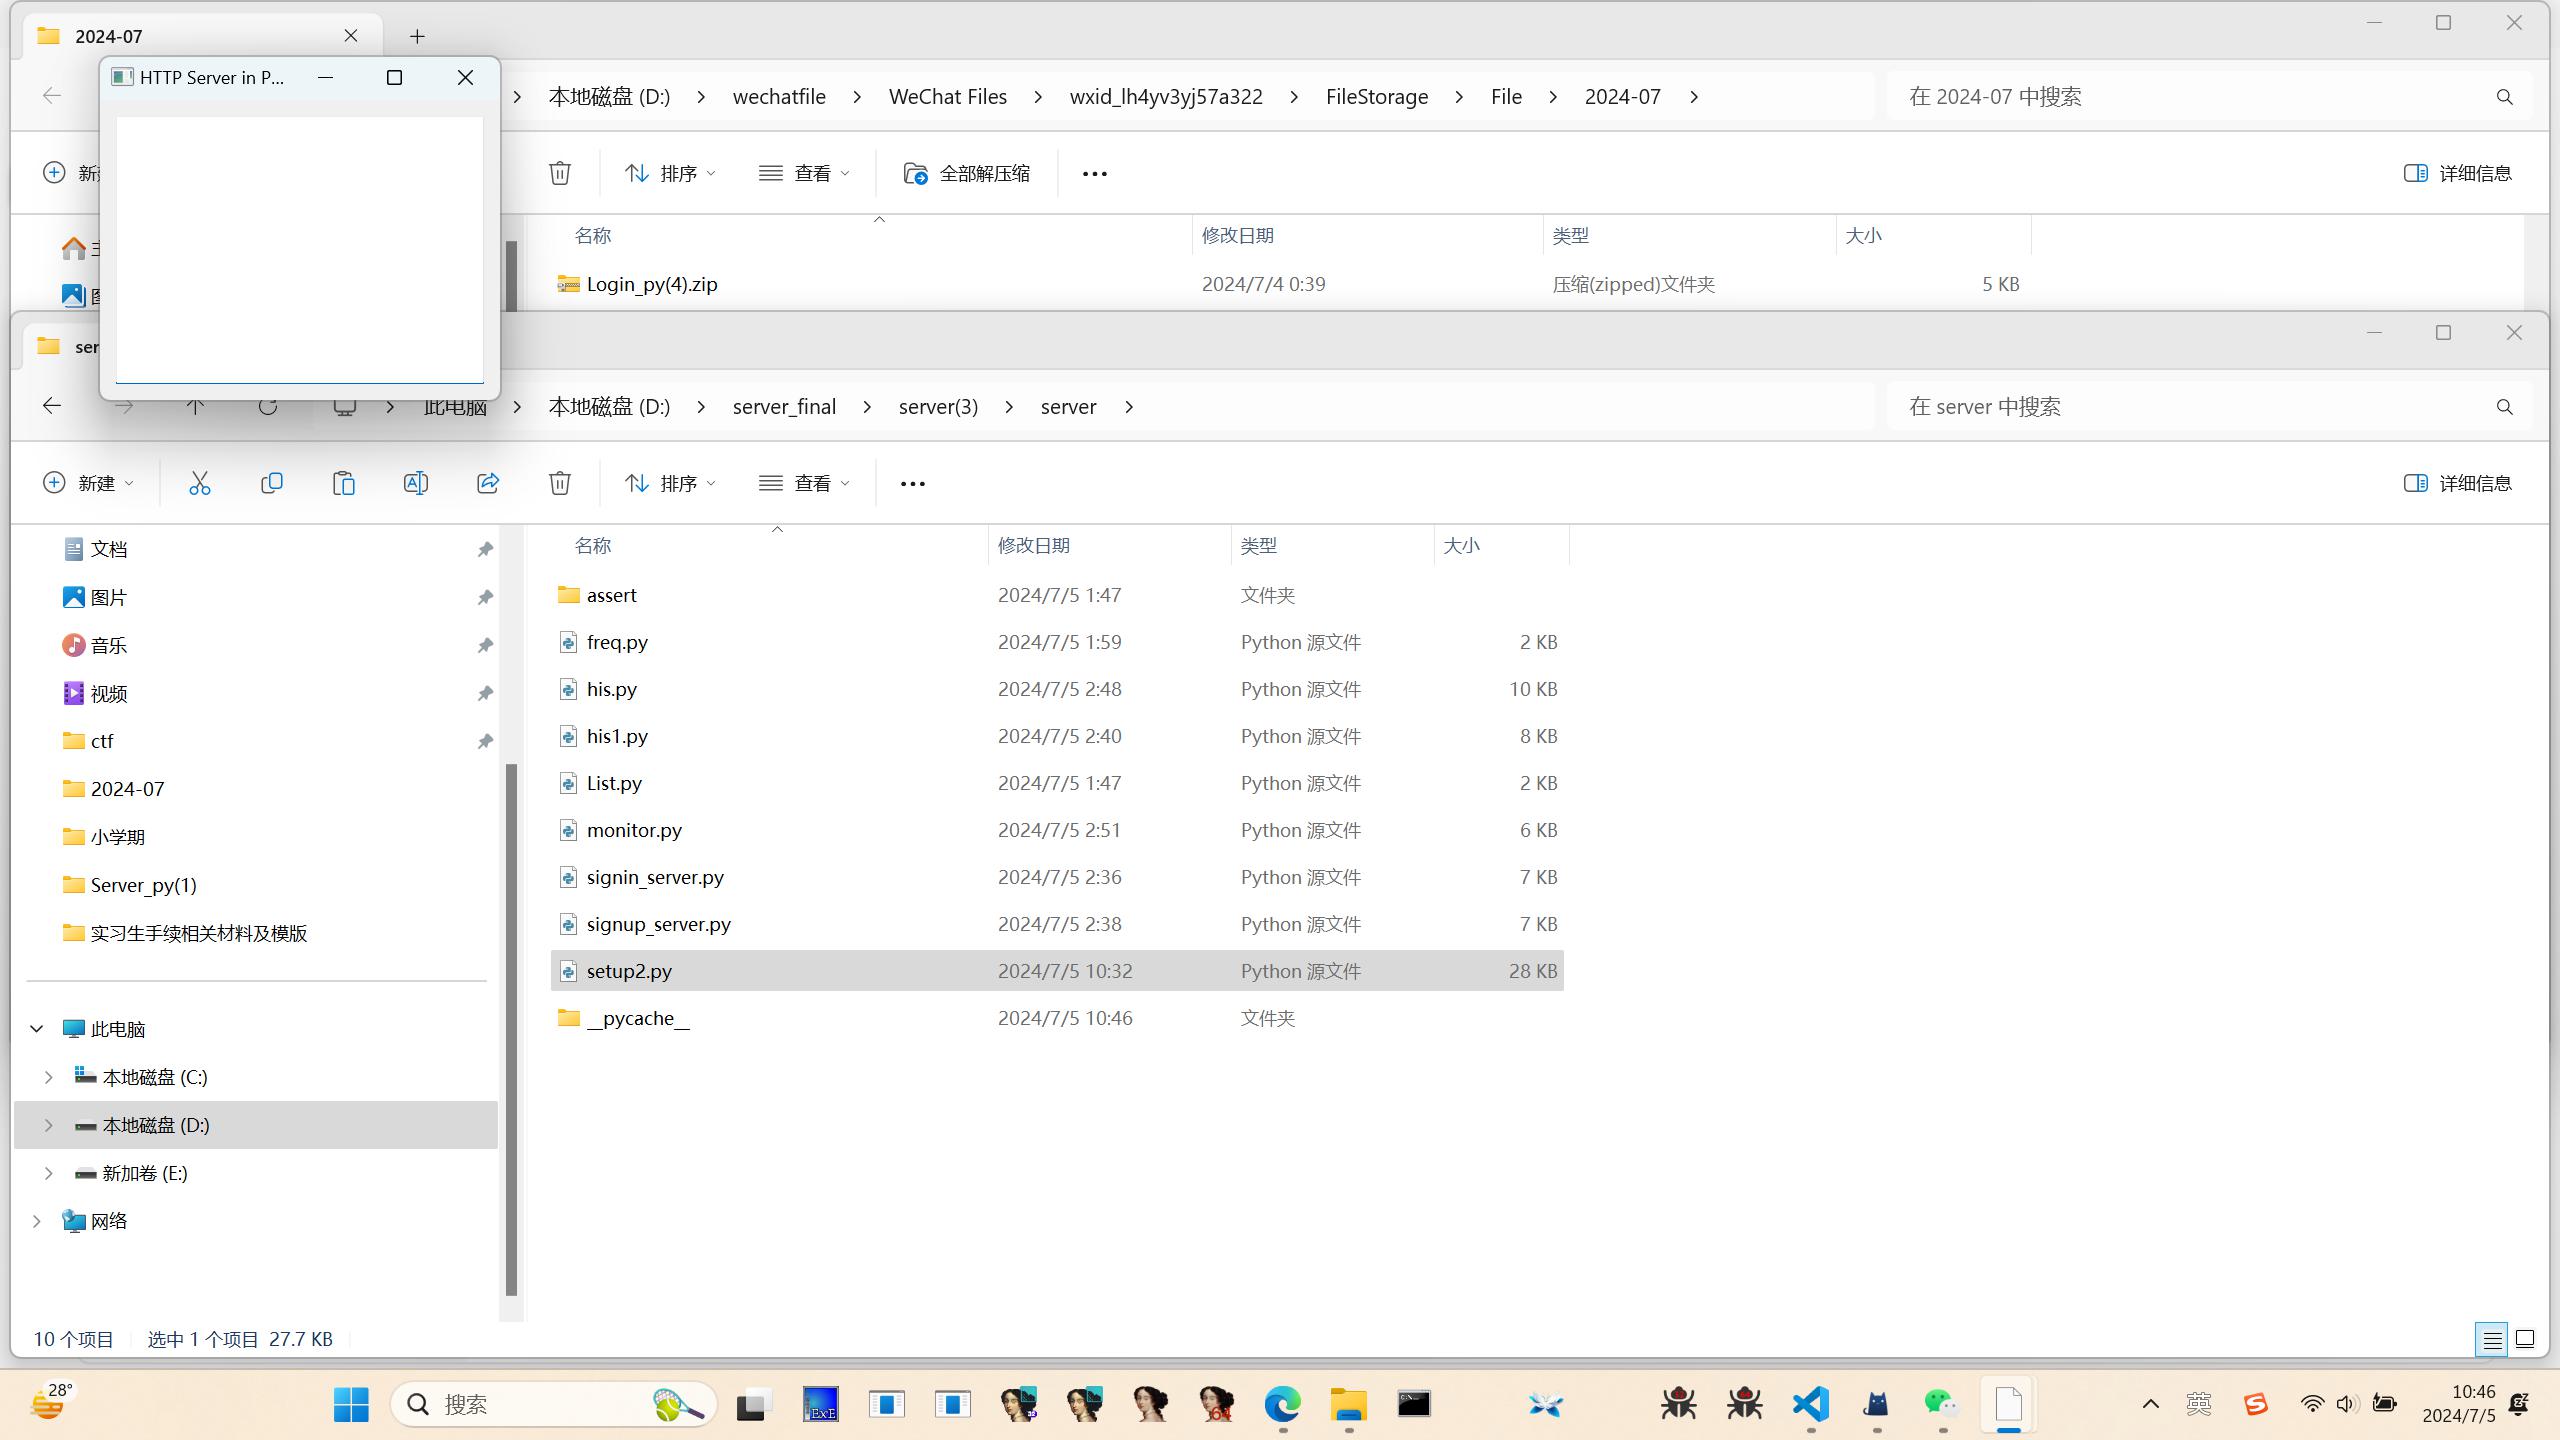 2024-07
HTTP Server in P...
本地磁盘 (D:) wechatfile WeChat Files wxid_lh4yv3yj57a322 FileStorage File 2024-07
在 2024-07 中搜索
排序 查看 全部解压缩 详细信息
名称 修改日期 类型 大小
Login_py(4).zip 2024/7/4 0:39 压缩(zipped)文件夹 5 KB
ser
此电脑 本地磁盘 (D:) server_final server(3) server
在 server 中搜索
新建 排序 查看 详细信息
名称 修改日期 类型 大小
文档
图片
音乐
视频
ctf
2024-07
小学期
Server_py(1)
实习生手续相关材料及模版
此电脑
本地磁盘 (C:)
本地磁盘 (D:)
新加卷 (E:)
网络
assert 2024/7/5 1:47 文件夹
freq.py 2024/7/5 1:59 Python 源文件 2 KB
his.py 2024/7/5 2:48 Python 源文件 10 KB
his1.py 2024/7/5 2:40 Python 源文件 8 KB
List.py 2024/7/5 1:47 Python 源文件 2 KB
monitor.py 2024/7/5 2:51 Python 源文件 6 KB
signin_server.py 2024/7/5 2:36 Python 源文件 7 KB
signup_server.py 2024/7/5 2:38 Python 源文件 7 KB
setup2.py 2024/7/5 10:32 Python 源文件 28 KB
__pycache__ 2024/7/5 10:46 文件夹
10 个项目 选中 1 个项目 27.7 KB
28°
搜索
ExE
32
64
英
10:46
2024/7/5